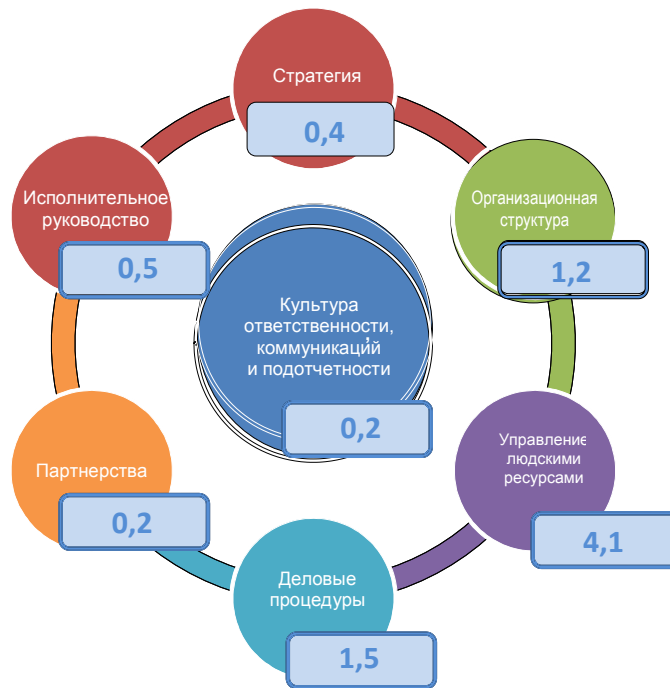 Стратегия
0,4
Организационная
структура
1,2
Управление
людскими
ресурсами
4,1
Деловые
процедуры
1,5
Партнерства
0,2
Исполнительное
руководство
0,5
Культура
ответственности,
коммуникаций
и подотчетности
0,2